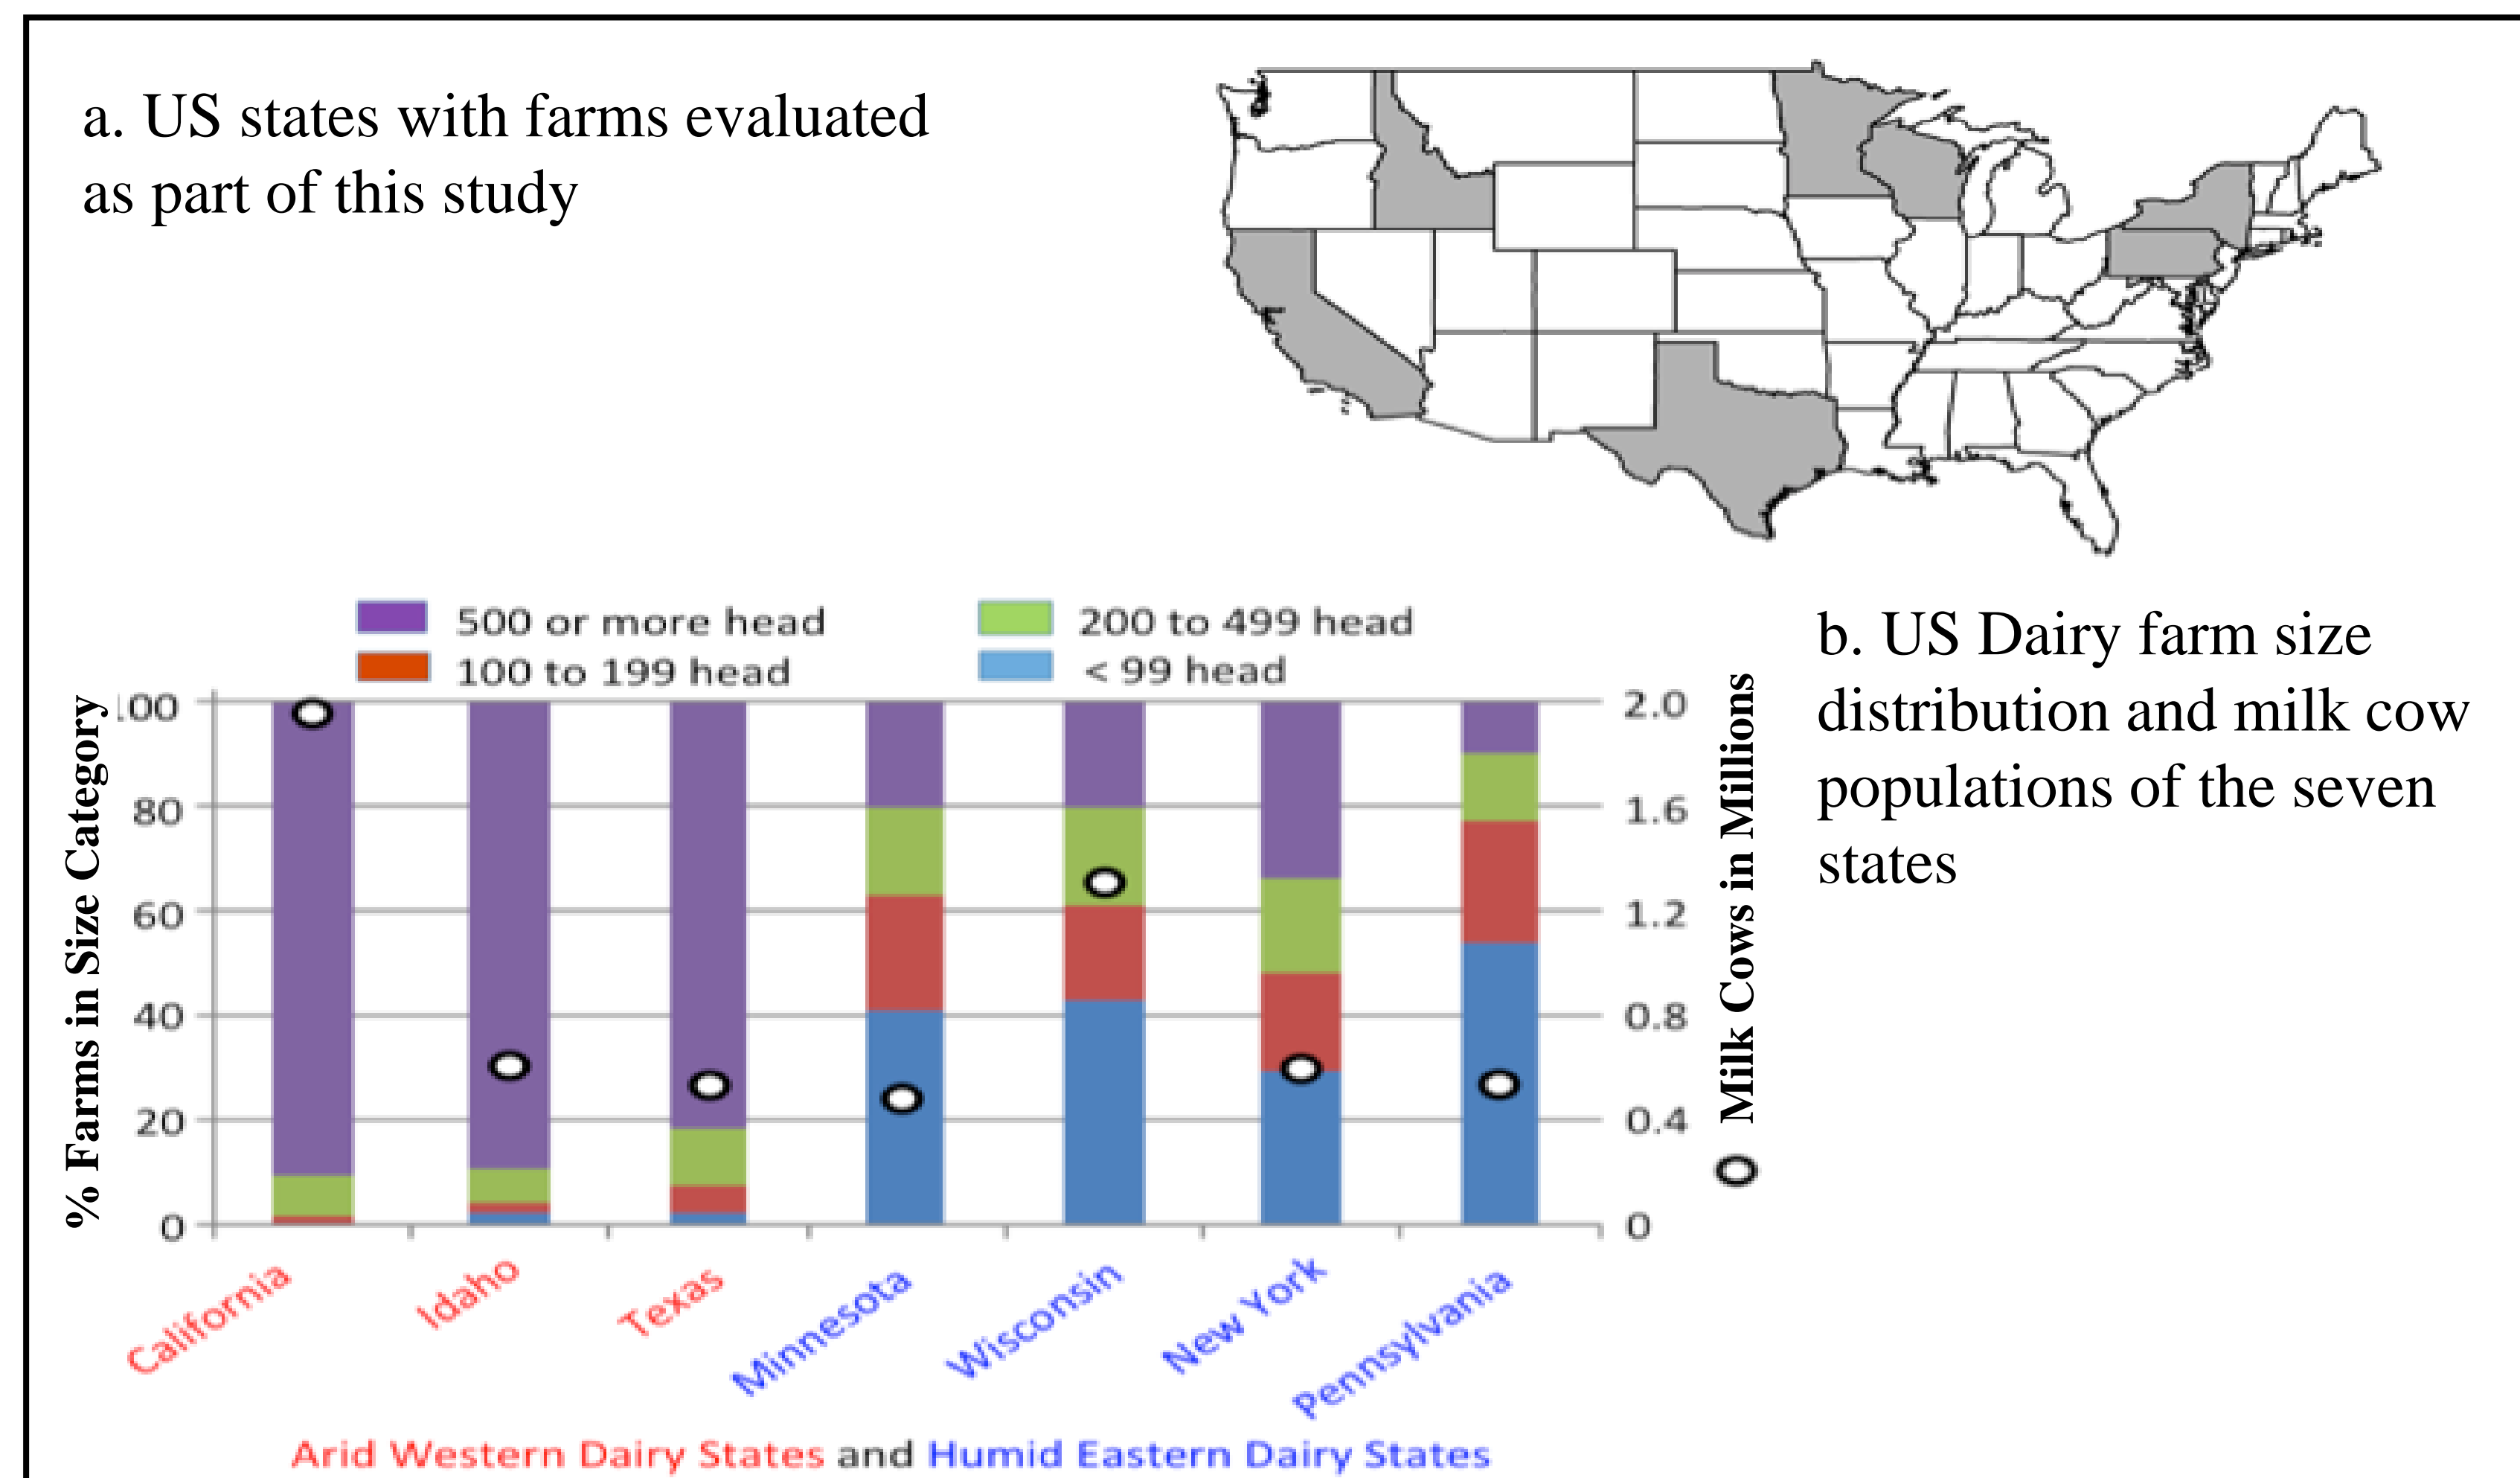 a. US states with farms evaluated
as part of this study
500 or more head
200 to 499 head
100 to 199 head
< 99 head
b. US Dairy farm size
distribution and milk cow
populations of the seven
states
% Farms in Size Category
100
80
60
40
20
0
2.0
1.6
1.2
0.8
0.4
0
Milk Cows in Millions
California
Idaho
Texas
Minnesota
Wisconsin
New York
Pennsylvania
Arid Western Dairy States and Humid Eastern Dairy States